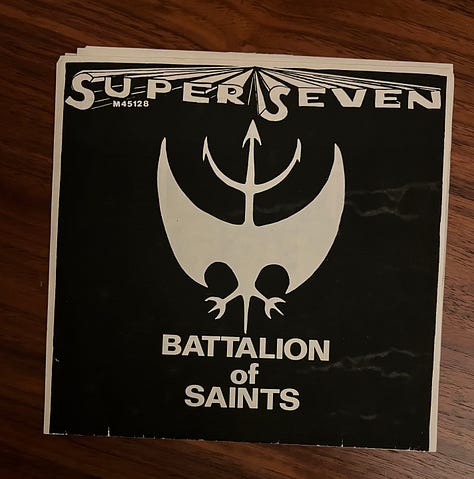 SUPER SEVEN
M45128
BATTALION
of
SAINTS